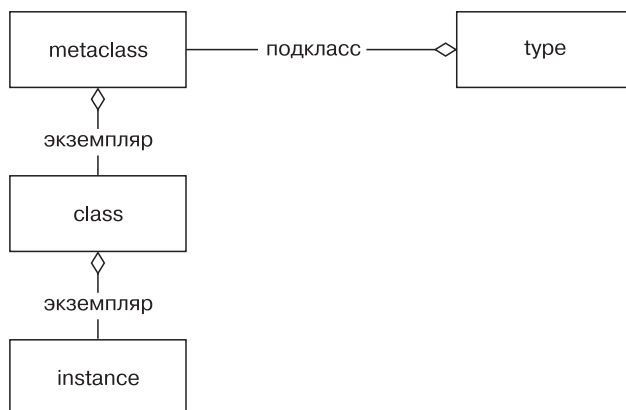 metaclass
подкласс
type
экземпляр
class
экземпляр
instance